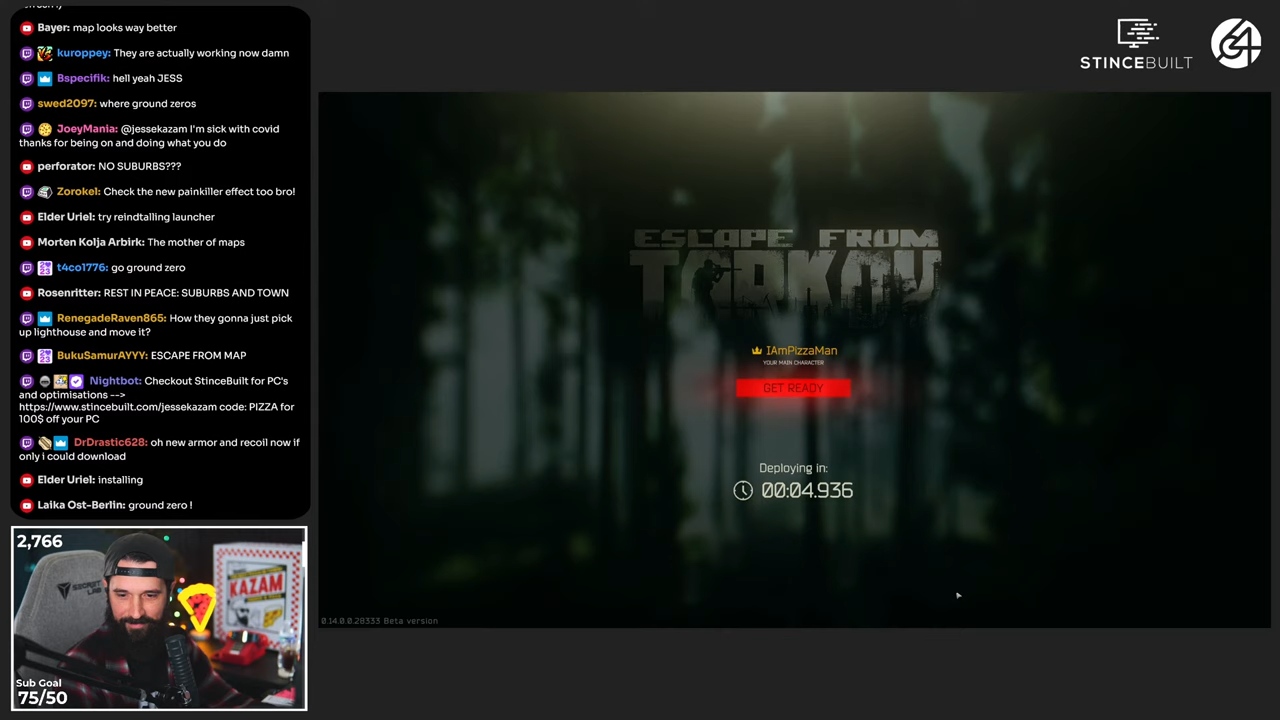 Bayer: map looks way better
kuroppey: They are actually working now damn
Bspecifik: hell yeah JESS
swed2097: where ground zeros
JoeyMania: @jessekazam I'm sick with covid
thanks for being on and doing what you do
perforator: NO SUBURBS???
Zorokel: Check the new painkiller effect too bro!
Elder Uriel: try reindtalling launcher
Morten Kolja Arbirk: The mother of maps
t4co1776: go ground zero
Rosenritter: REST IN PEACE: SUBURBS AND TOWN
RenegadeRaven865: How they gonna just pick
up lighthouse and move it?
BukuSamurAYYY: ESCAPE FROM MAP
Nightbot: Checkout StinceBuilt for PC's
and optimisations -->
https://www.stincebuilt.com/jessekazam code: PIZZA for
100$ off your PC
DrDrastic628: oh new armor and recoil now if
only i could download
Elder Uriel: installing
Laika Ost-Berlin: ground zero !
2,766
SECRET
LAB
KAZAM
Sub Goal
75/50
STINCEBUILT
G4
ESCAPE FROM
TARKOV
IAmPizzaMan
YOUR MAIN CHARACTER
GET READY
Deploying in:
00:04.936
0.14.0.0.28333 Beta version